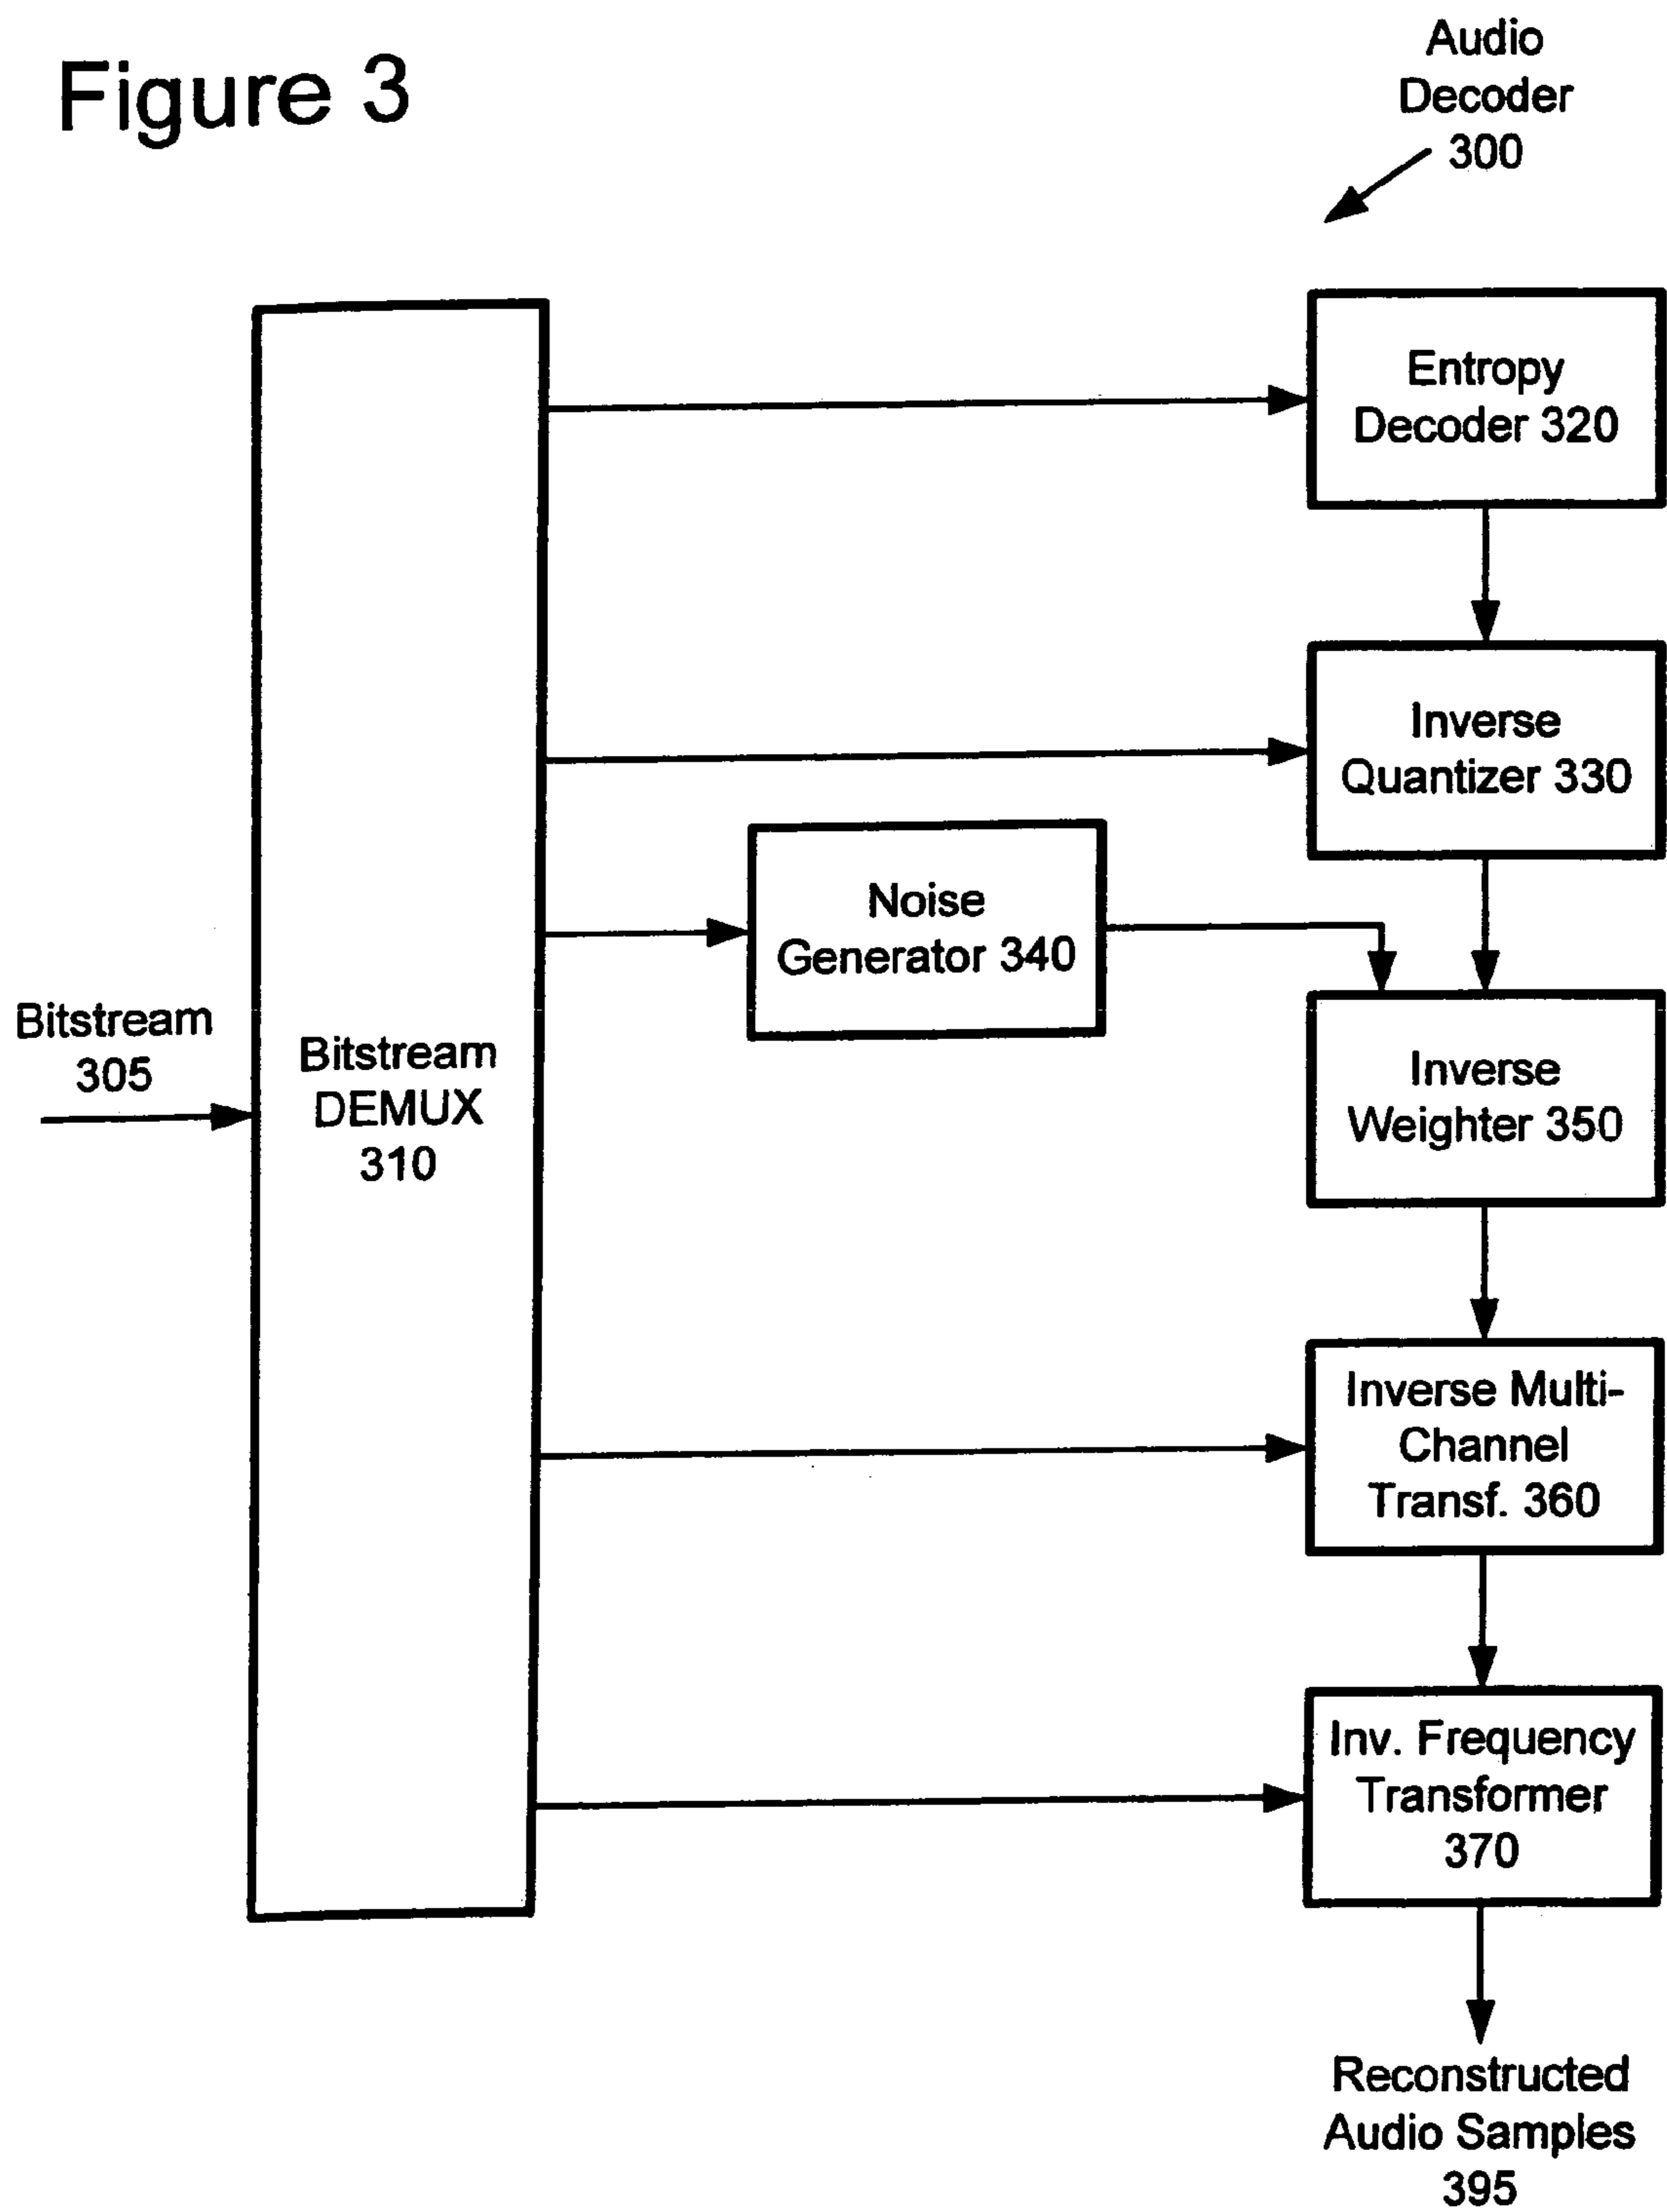 Figure 3
Audio
Decoder
300
Entropy
Decoder 320
Inverse
Quantizer 330
Noise
Generator 340
Bitstream
305
Bitstream
DEMUX
310
Inverse
Weighter 350
Inverse Multi-
Channel
Transf. 360
Inv. Frequency
Transformer
370
Reconstructed
Audio Samples
395